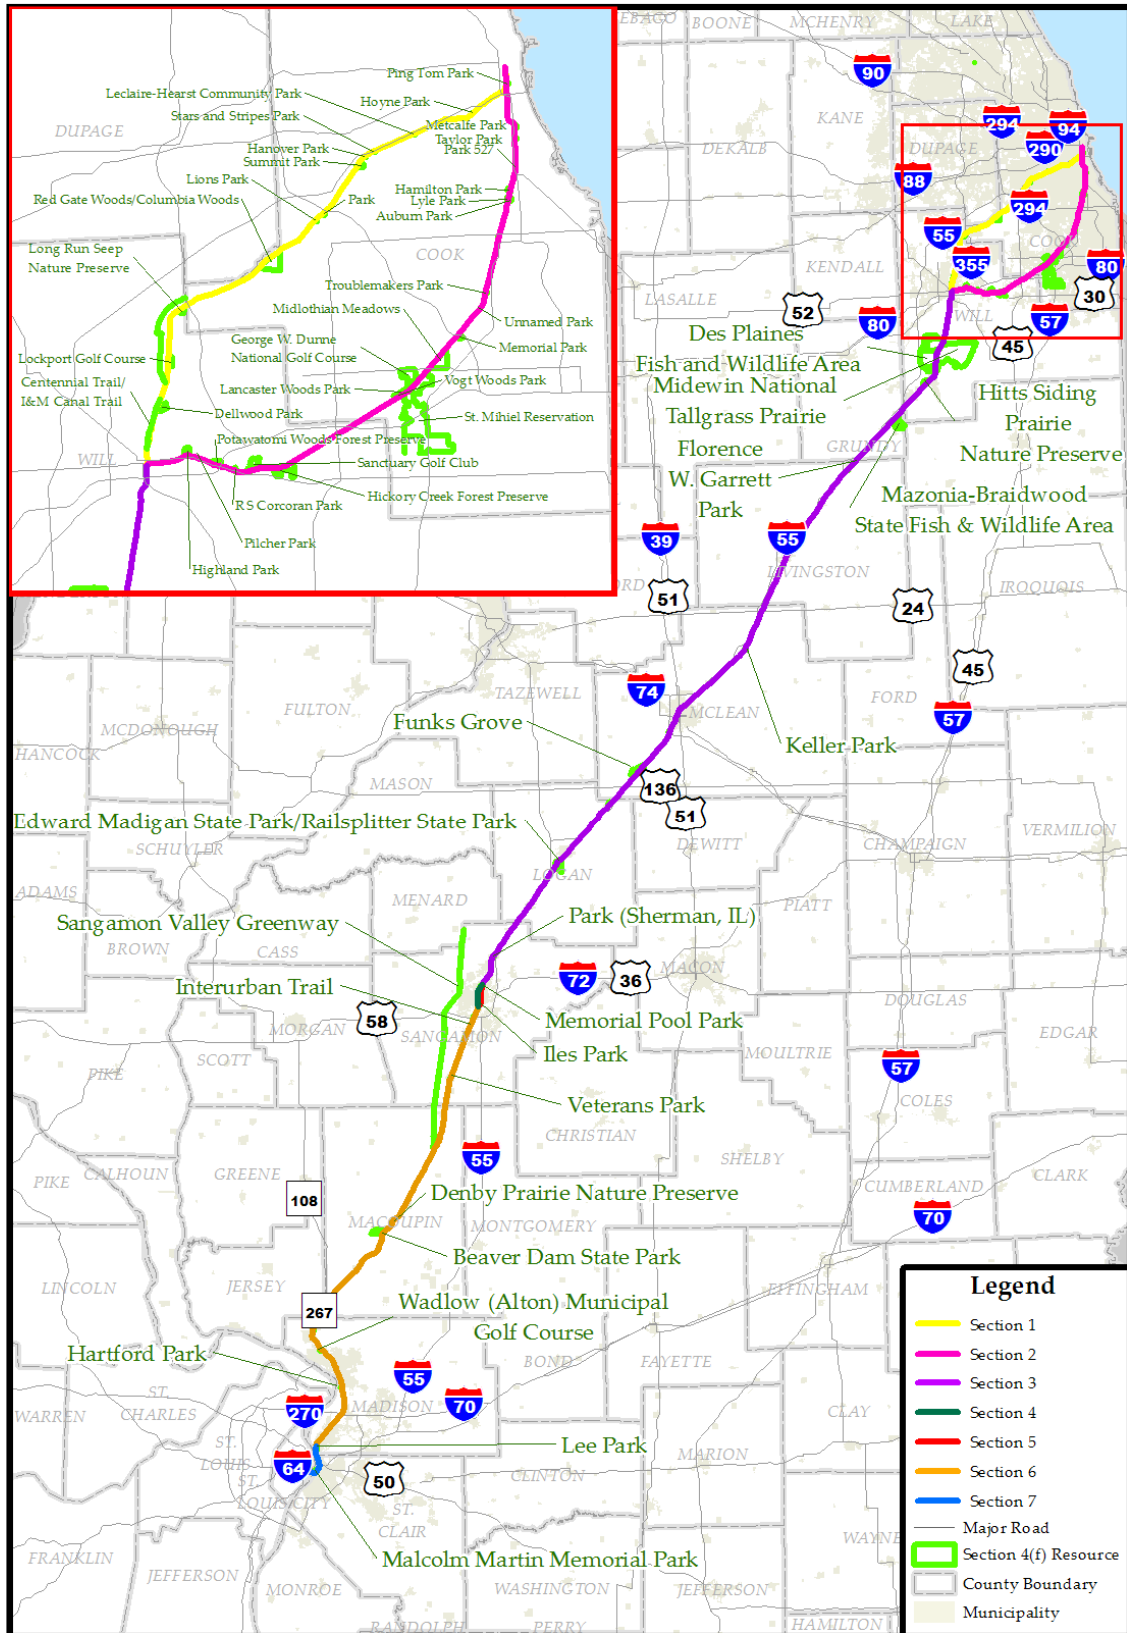 Ping Tom Park
Leclaire-Hearst Community Park
Hoyne Park
Stars and Stripes Park
DUPAGE
Metcalfe Park
Taylor Park
Park 527
Hanover Park
Summit Park
Lions Park
Hamilton Park
Lyle Park
Auburn Park
Red Gate Woods/Columbia Woods
Park
Long Run Seep
Nature Preserve
COOK
Troublemakers Park
Midlothian Meadows
Unnamed Park
George W. Dunne
National Golf Course
Memorial Park
Lockport Golf Course
Vogt Woods Park
Centennial Trail/
I&M Canal Trail
Lancaster Woods Park
Dellwood Park
St. Mihiel Reservation
Potawatomi Woods Forest Preserve
WILL
Sanctuary Golf Club
Hickory Creek Forest Preserve
RS Corcoran Park
Pilcher Park
Highland Park
BOONE
MCHENRY
LAKE
90
KANE
294
94
290
DUPAGE
DEKALB
88
294
55
COOK
355
80
KENDALL
30
LASALLE
52
80
WILL
57
45
Des Plaines
Fish and Wildlife Area
Midewin National
Tallgrass Prairie
Hitts Siding
Prairie
Nature Preserve
Florence
W. Garrett
Park
GRUNDY
Mazonia-Braidwood
State Fish & Wildlife Area
39
55
LIVINGSTON
IROQUOIS
51
24
45
TAZEWELL
74
FORD
57
FULTON
MCLEAN
MCDONOUGH
Funks Grove
Keller Park
HANCOCK
MASON
136
51
Edward Madigan State Park/Railsplitter State Park
VERMILION
SCHUYLER
DEWITT
CHAMPAIGN
LOGAN
ADAMS
MENARD
PIATT
Sangamon Valley Greenway
Park (Sherman, IL)
BROWN
CASS
72
36
MACON
Interurban Trail
DOUGLAS
58
MORGAN
SANGAMON
Memorial Pool Park
EDGAR
SCOTT
Iles Park
MOULTRIE
57
PIKE
COLES
Veterans Park
CHRISTIAN
55
SHELBY
PIKE
CALHOUN
GREENE
CLARK
108
Denby Prairie Nature Preserve
CUMBERLAND
70
MACOUPIN
MONTGOMERY
Beaver Dam State Park
LINCOLN
JERSEY
EFFINGHAM
267
Wadlow (Alton) Municipal
Golf Course
Hartford Park
BOND
FAYETTE
55
ST.
CHARLES
WARREN
270
MADISON
70
CLAY
ST.
LOUIS
Lee Park
MARION
64
ST.
LOUIS CITY
50
CLINTON
ST.
CLAIR
WAYNE
FRANKLIN
Malcolm Martin Memorial Park
JEFFERSON
MONROE
WASHINGTON
JEFFERSON
RANDOLPH
PERRY
HAMILTON
Legend
Section 1
Section 2
Section 3
Section 4
Section 5
Section 6
Section 7
Major Road
Section 4(f) Resource
County Boundary
Municipality